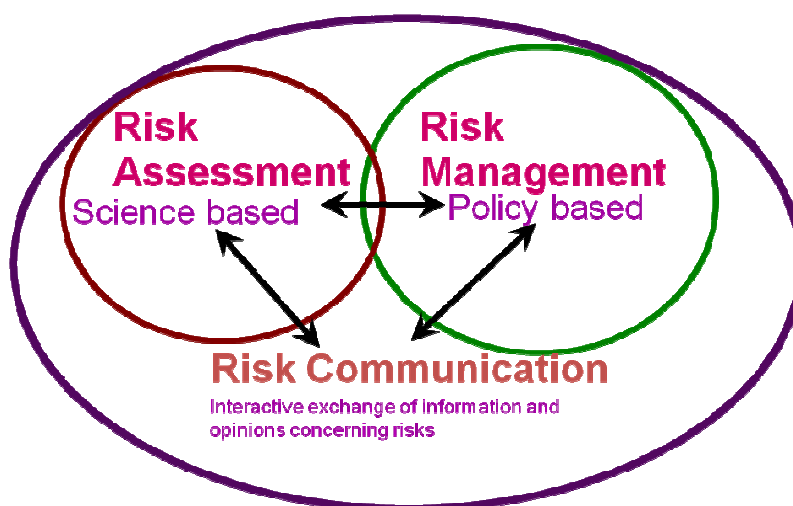 Risk
Assessment
Science based
Risk
Management
Policy based
Risk Communication
Interactive exchange of information and
opinions concerning risks